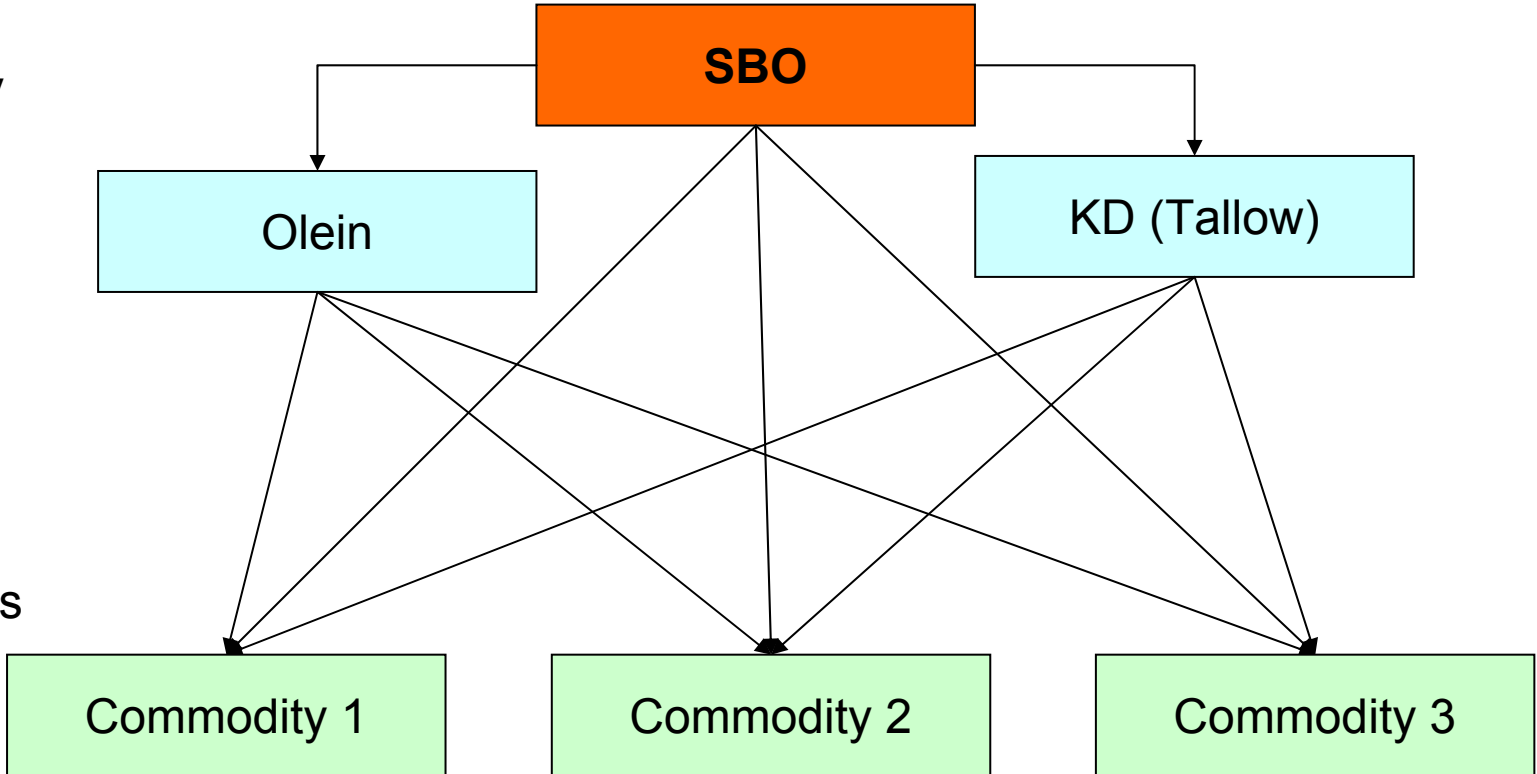 SBO
y
Olein
KD (Tallow)
s
Commodity 1
Commodity 2
Commodity 3